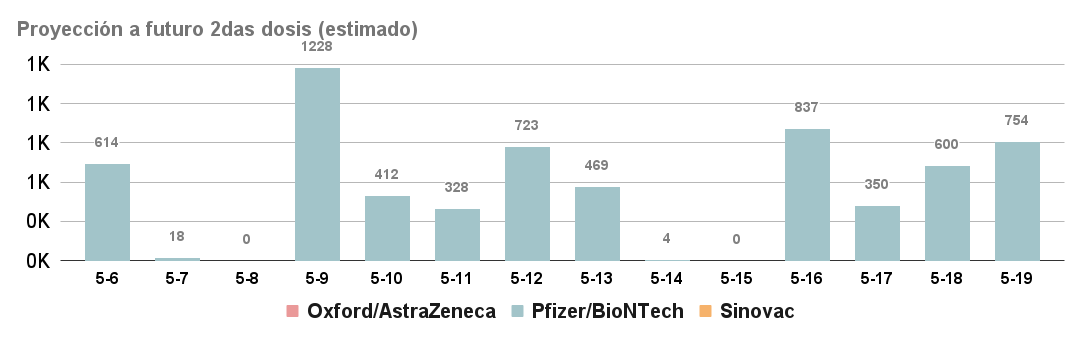 Proyección a futuro 2das dosis (estimado)
1K
1K
1K
1K
0K
0K
614
18
0
1228
412
328
723
469
4
0
837
350
600
754
5-6
5-7
5-8
5-9
5-10
5-11
5-12
5-13
5-14
5-15
5-16
5-17
5-18
5-19
Oxford/AstraZeneca
Pfizer/BioNTech
Sinovac